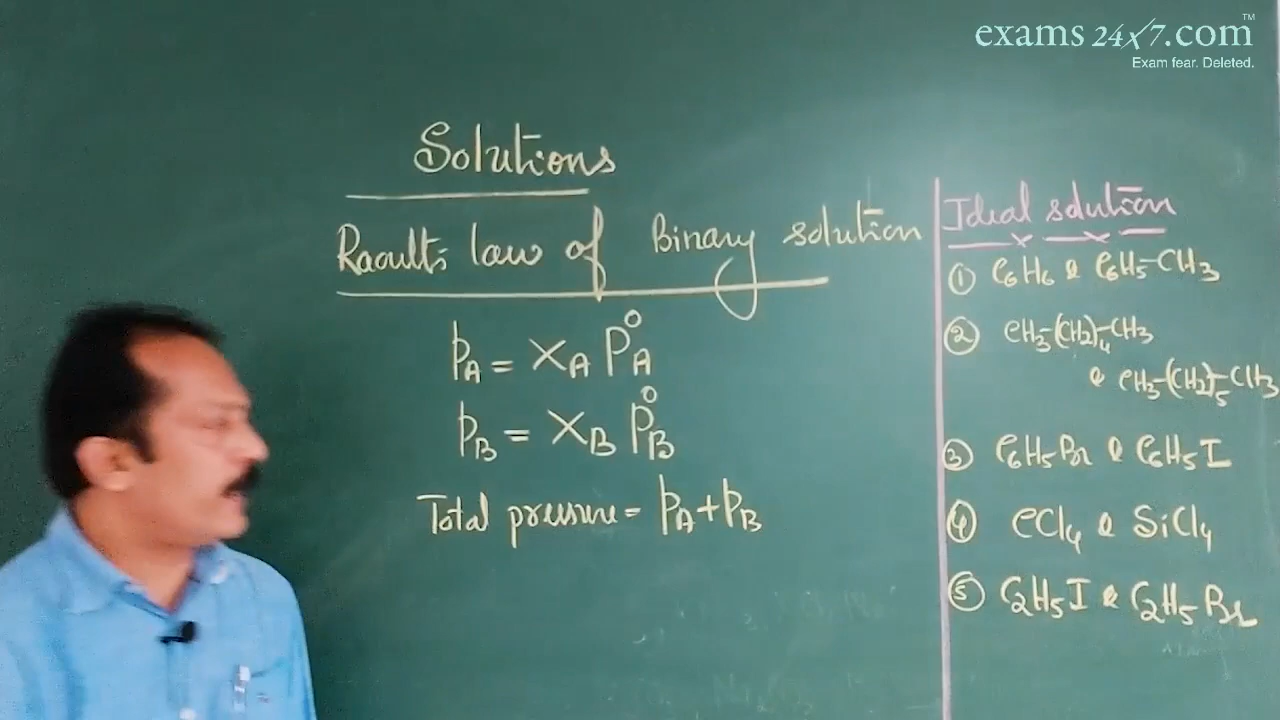 exams 24x7.com™
Exam fear. Deleted.
Solutions
Raoult's law of Binary solution
pA = XA P°A
pB = XB P°B
Total pressure = pA + pB
Ideal solution
① C6H6 & C6H5-CH3
② CH3-(CH2)4-CH3
& CH3-(CH2)5-CH3
③ C6H5Br & C6H5I
④ CCl4 & SiCl4
⑤ C2H5I & C2H5Br